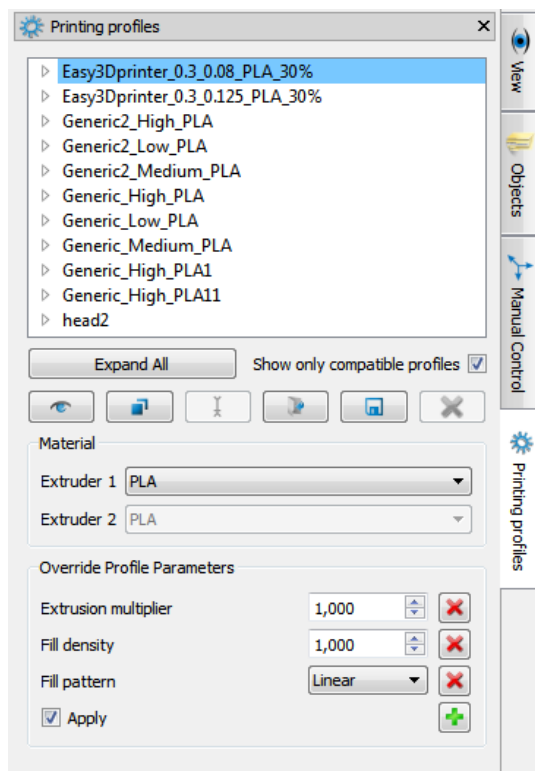 Printing profiles
Easy3Dprinter_0.3_0.08_PLA_30%
Easy3Dprinter_0.3_0.125_PLA_30%
Generic2_High_PLA
Generic2_Low_PLA
Generic2_Medium_PLA
Generic_High_PLA
Generic_Low_PLA
Generic_Medium_PLA
Generic_High_PLA1
Generic_High_PLA11
head2
Expand All Show only compatible profiles
Material
Extruder 1 PLA
Extruder 2 PLA
Override Profile Parameters
Extrusion multiplier 1,000
Fill density 1,000
Fill pattern Linear
Apply
View
Objects
Manual Control
Printing profiles